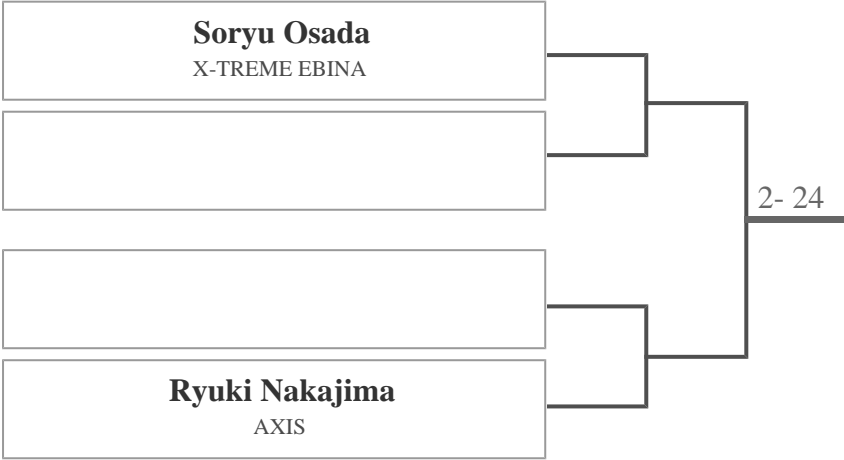 Soryu Osada
X-TREME EBINA
2- 24
Ryuki Nakajima
AXIS